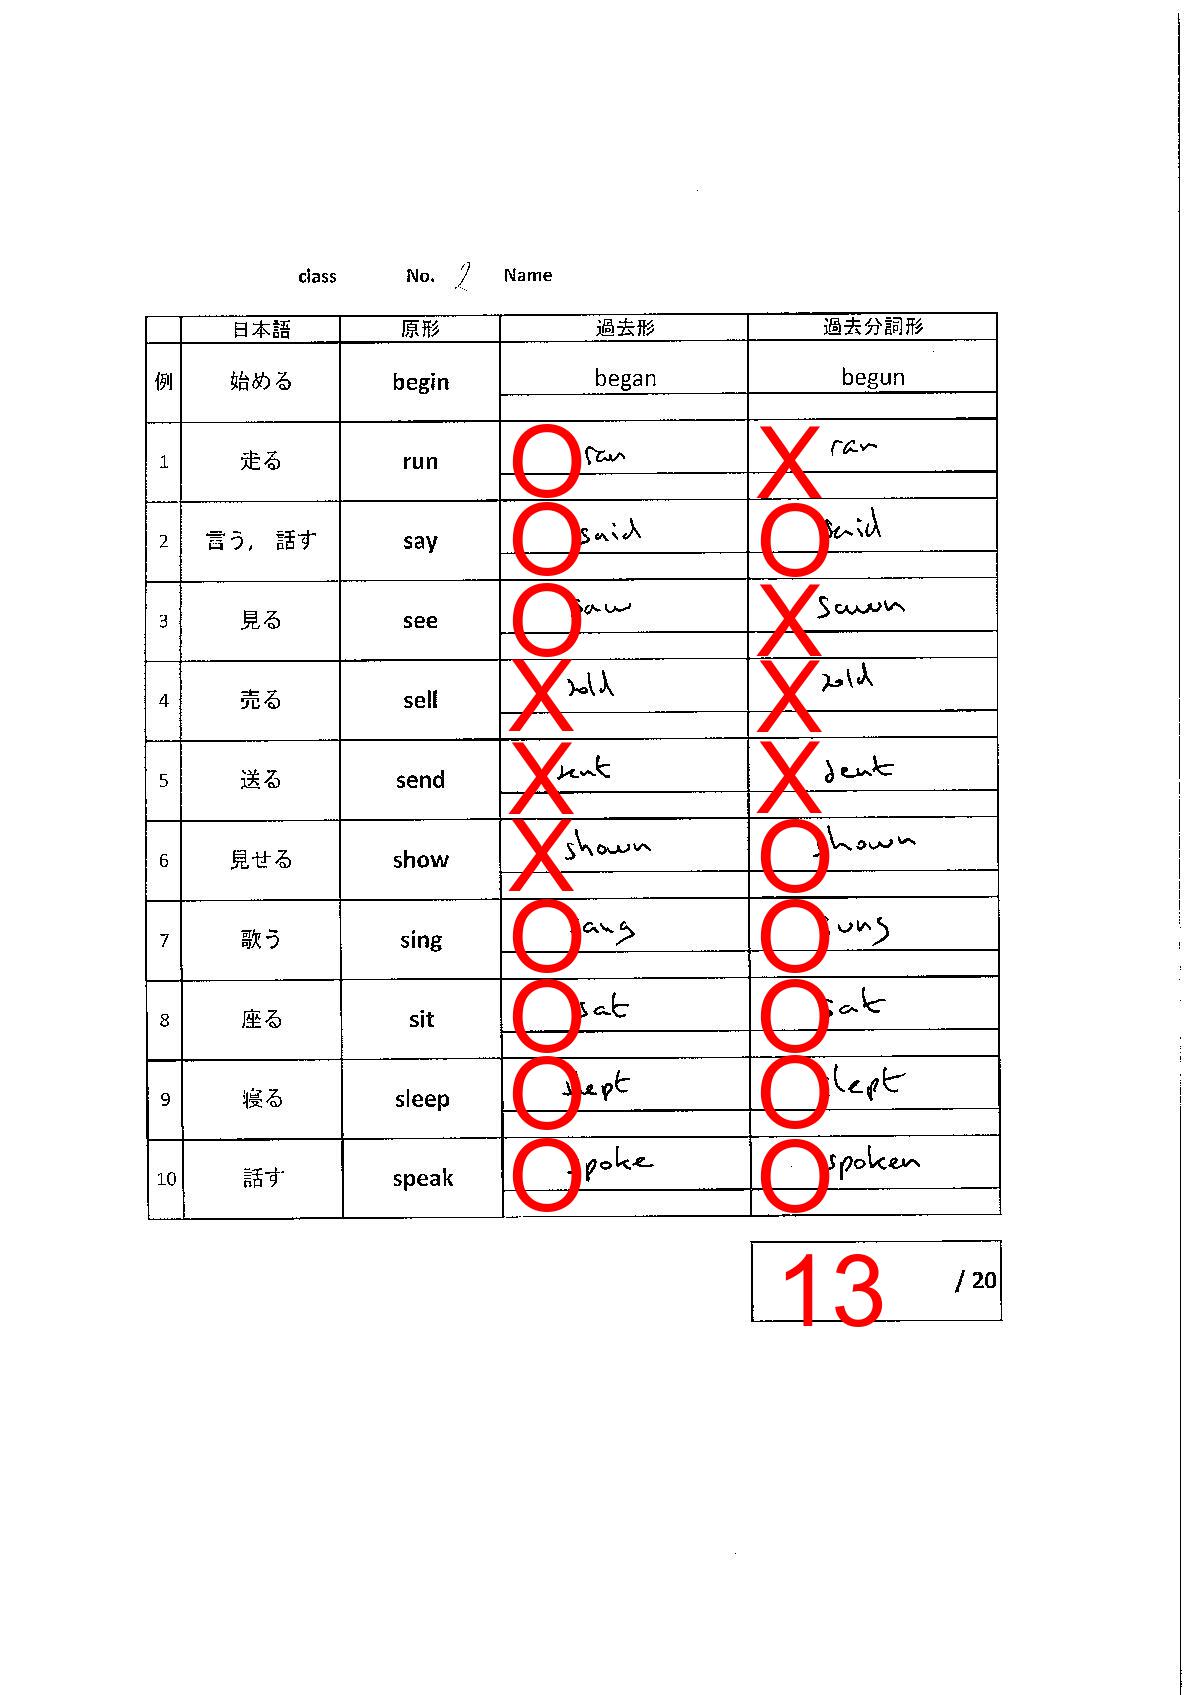 class No. 2 Name
日本語 原形 過去形 過去分詞形
例 始める begin began begun
1 走る run O ran X ran
2 言う, 話す say O said O said
3 見る see O saw X sawn
4 売る sell X sold X sold
5 送る send X sent X sent
6 見せる show X shown O shown
7 歌う sing O sang O sung
8 座る sit O sat O sat
9 寝る sleep O slept O slept
10 話す speak O spoke O spoken
13 / 20